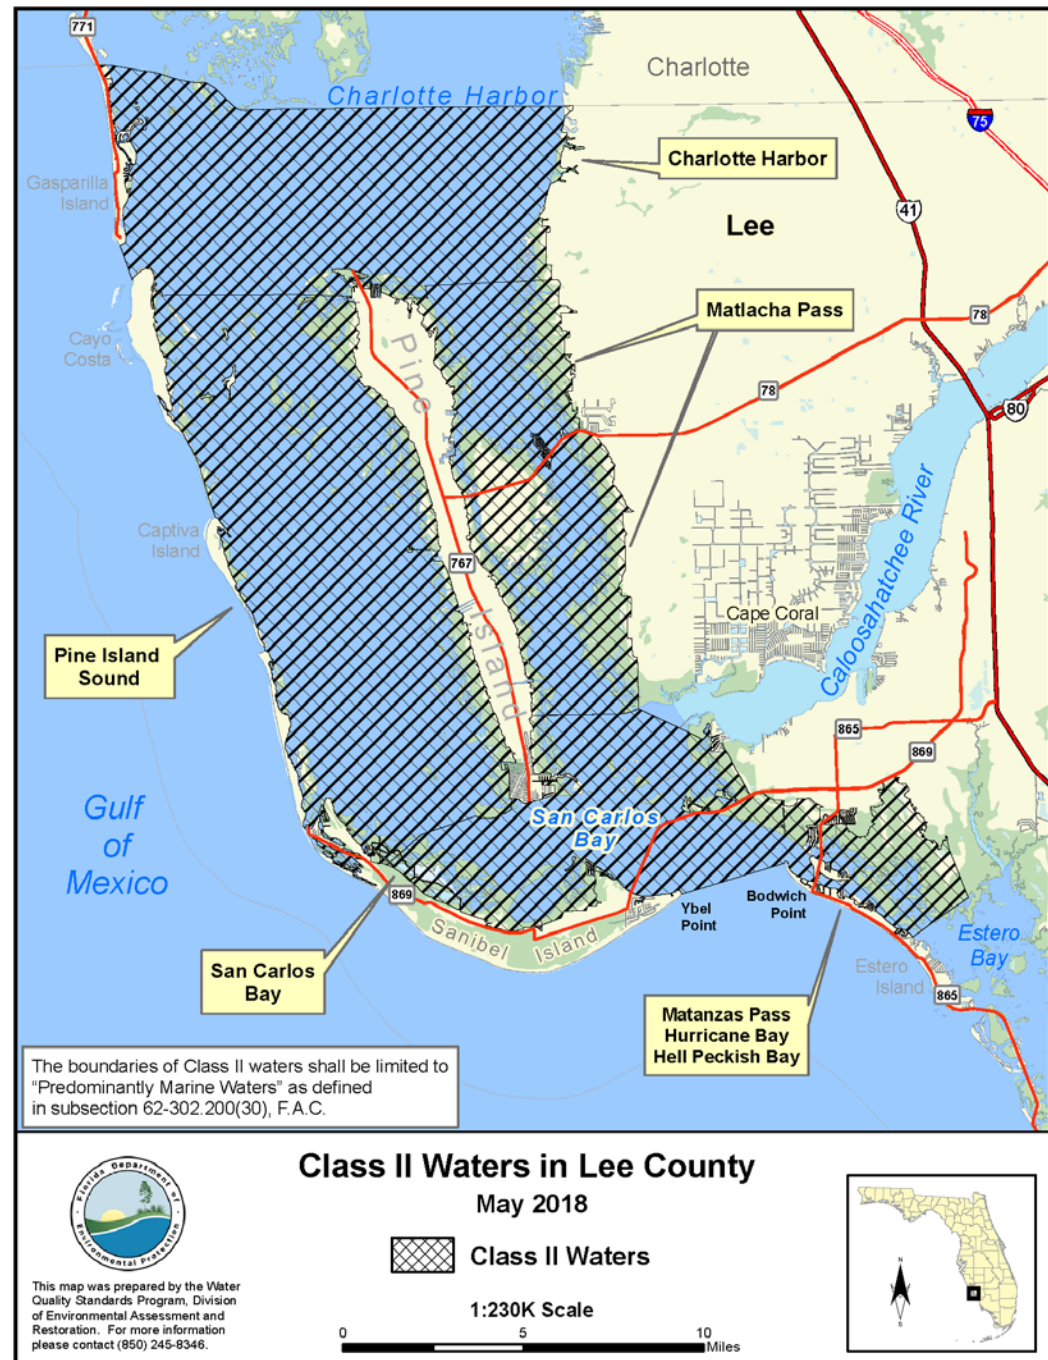 771
Charlotte
Charlotte Harbor
75
Charlotte Harbor
Gasparilla
Island
41
Lee
Matlacha Pass
78
Cayo
Costa
Pine
78
80
Captiva
Island
767
Caloosahatchee River
Island
Cape Coral
Pine Island
Sound
865
869
Gulf
of
Mexico
San Carlos
Bay
869
Ybel
Point
Bodwich
Point
Sanibel Island
Estero
Bay
San Carlos
Bay
Estero
Island
865
Matanzas Pass
Hurricane Bay
Hell Peckish Bay
The boundaries of Class II waters shall be limited to
“Predominantly Marine Waters” as defined
in subsection 62-302.200(30), F.A.C.
Florida Department of
Environmental Protection
This map was prepared by the Water
Quality Standards Program, Division
of Environmental Assessment and
Restoration. For more information
please contact (850) 245-8346.
Class II Waters in Lee County
May 2018
Class II Waters
1:230K Scale
0 5 10
Miles
N
S